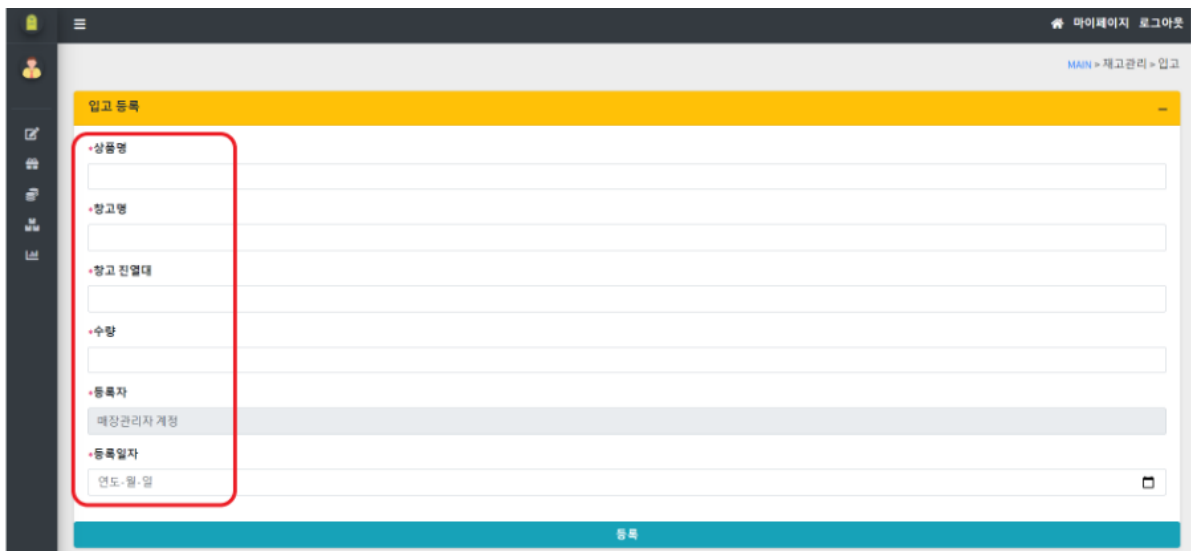 마이페이지 로그아웃
MAIN » 재고관리 » 입고
입고 등록
*상품명
*창고명
*창고 진열대
*수량
*등록자
매장관리자 계정
*등록일자
연도-월-일
등록